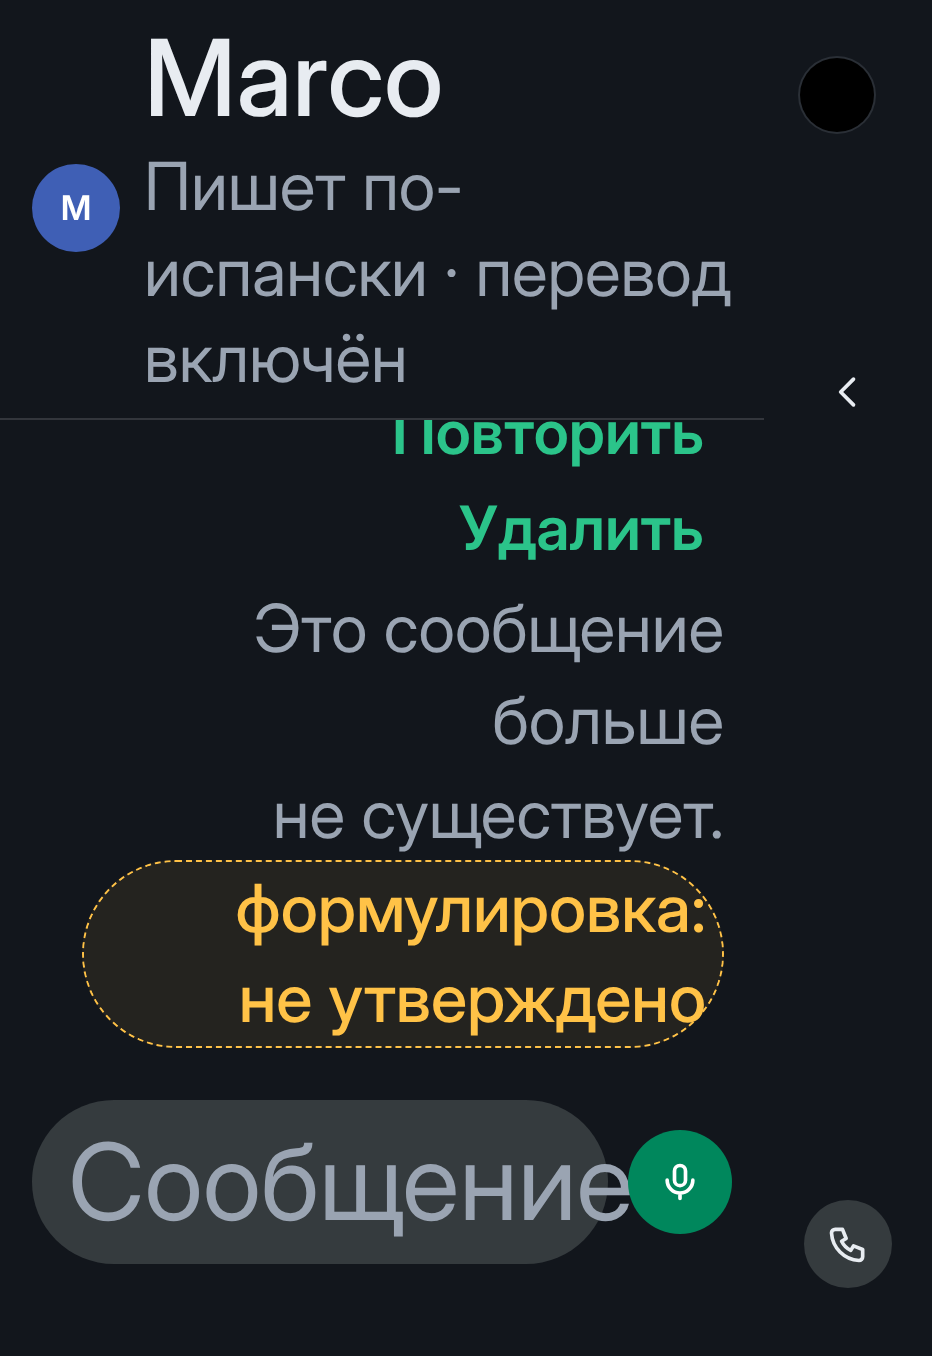 Marco
M
Пишет по-
испански · перевод
включён
Повторить
Удалить
Это сообщение
больше
не существует.
формулировка:
не утверждено
Сообщение